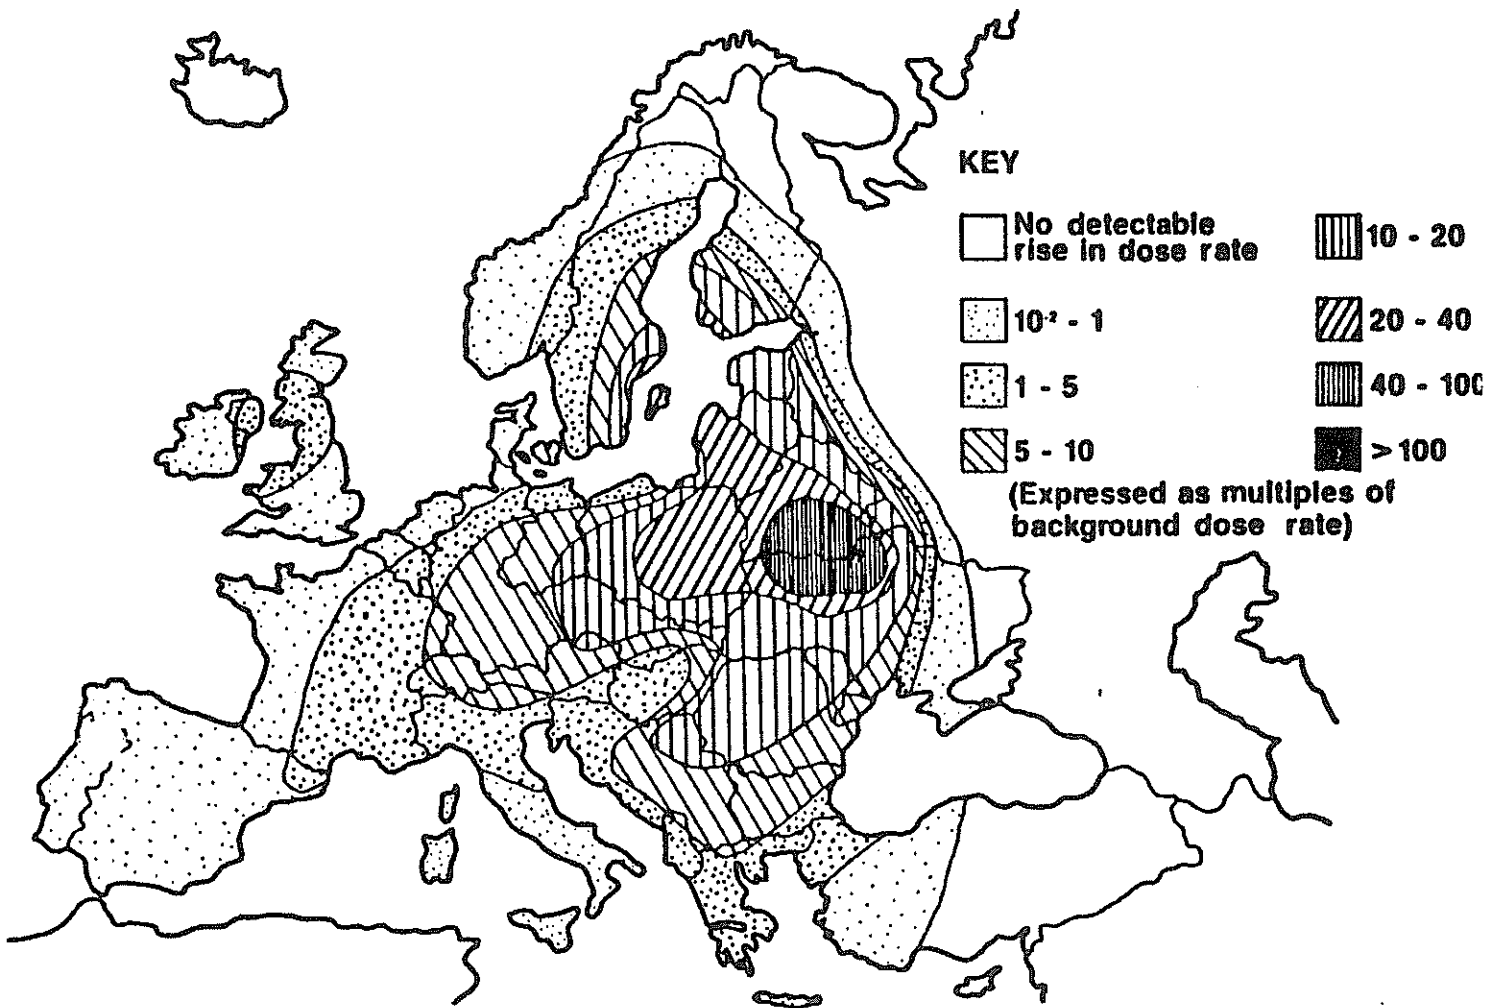 KEY
No detectable
rise in dose rate
10⁻² - 1
1 - 5
5 - 10
10 - 20
20 - 40
40 - 100
> 100
(Expressed as multiples of
background dose rate)